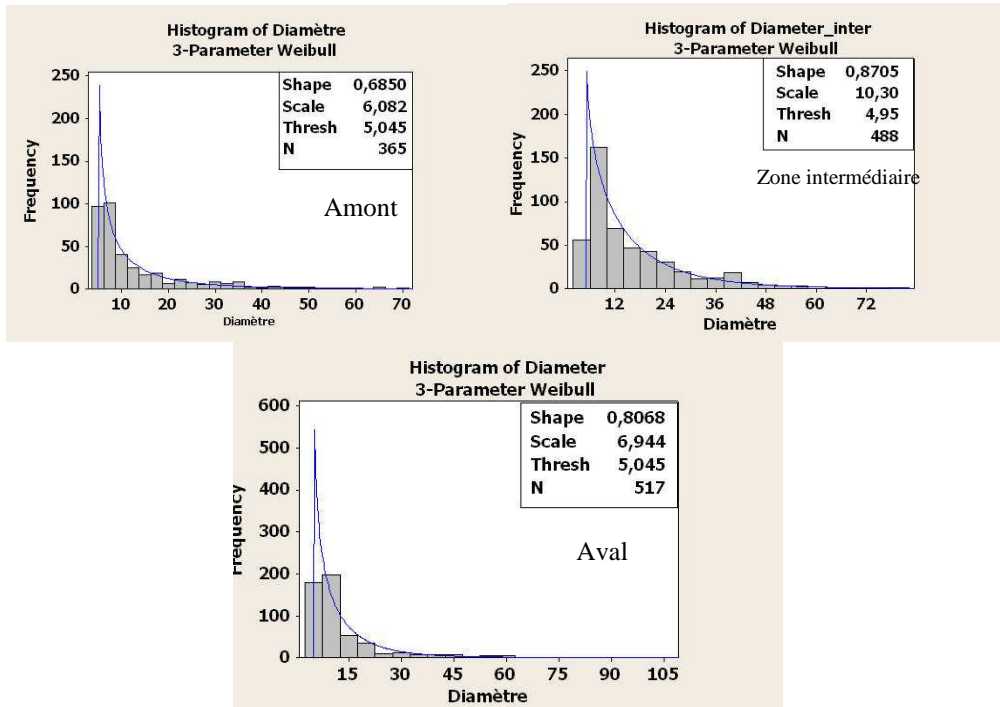 Histogram of Diamètre
3-Parameter Weibull
250
200
150
100
50
0
Frequency
Shape 0,6850
Scale 6,082
Thresh 5,045
N 365
Amont
10 20 30 40 50 60 70
Diamètre
Histogram of Diameter_inter
3-Parameter Weibull
250
200
150
100
50
0
Frequency
Shape 0,8705
Scale 10,30
Thresh 4,95
N 488
Zone intermédiaire
12 24 36 48 60 72
Diamètre
Histogram of Diameter
3-Parameter Weibull
600
500
400
300
200
100
0
Frequency
Shape 0,8068
Scale 6,944
Thresh 5,045
N 517
Aval
15 30 45 60 75 90 105
Diamètre